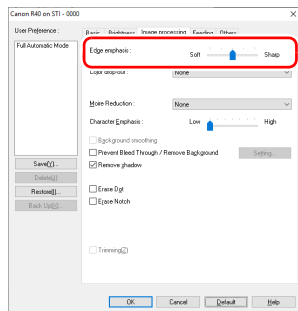 Canon R40 on STI - 0000
User Preference :
Full Automatic Mode
Save(Y)...
Delete(J)
Restore(I)...
Basic Brightness Image processing Feeding Others
Edge emphasis :
Soft Sharp
Color dropout : None
Moire Reduction : None
Character Emphasis : Low High
Background smoothing
Prevent Bleed Through / Remove Background Setting...
Remove shadow
Erase Dot
Erase Notch
Trimming(Z)
OK Cancel Default Help